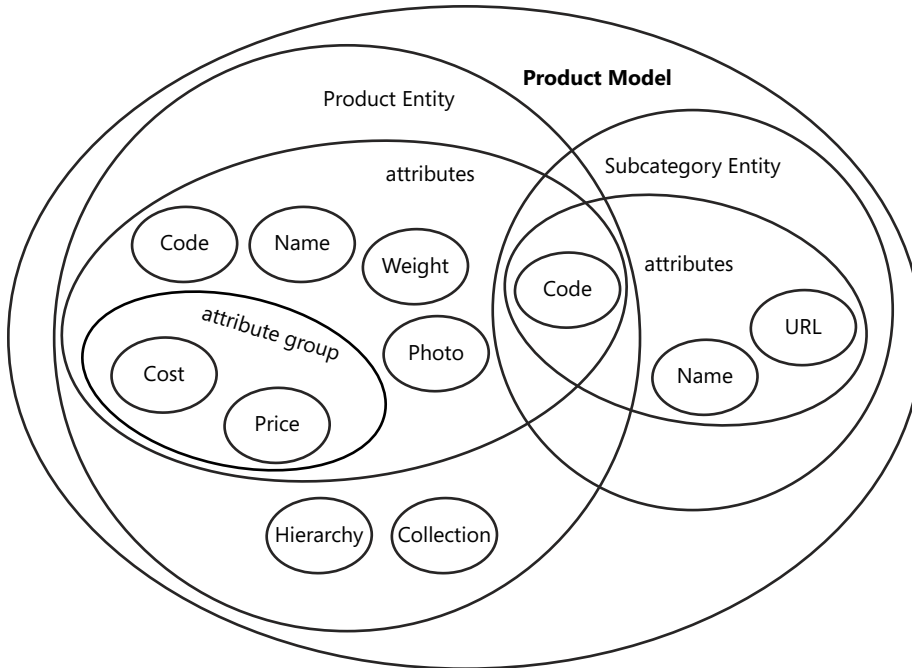 Product Model
Product Entity
Subcategory Entity
attributes
Code
Name
Weight
Code
attributes
attribute group
URL
Photo
Cost
Name
Price
Hierarchy
Collection